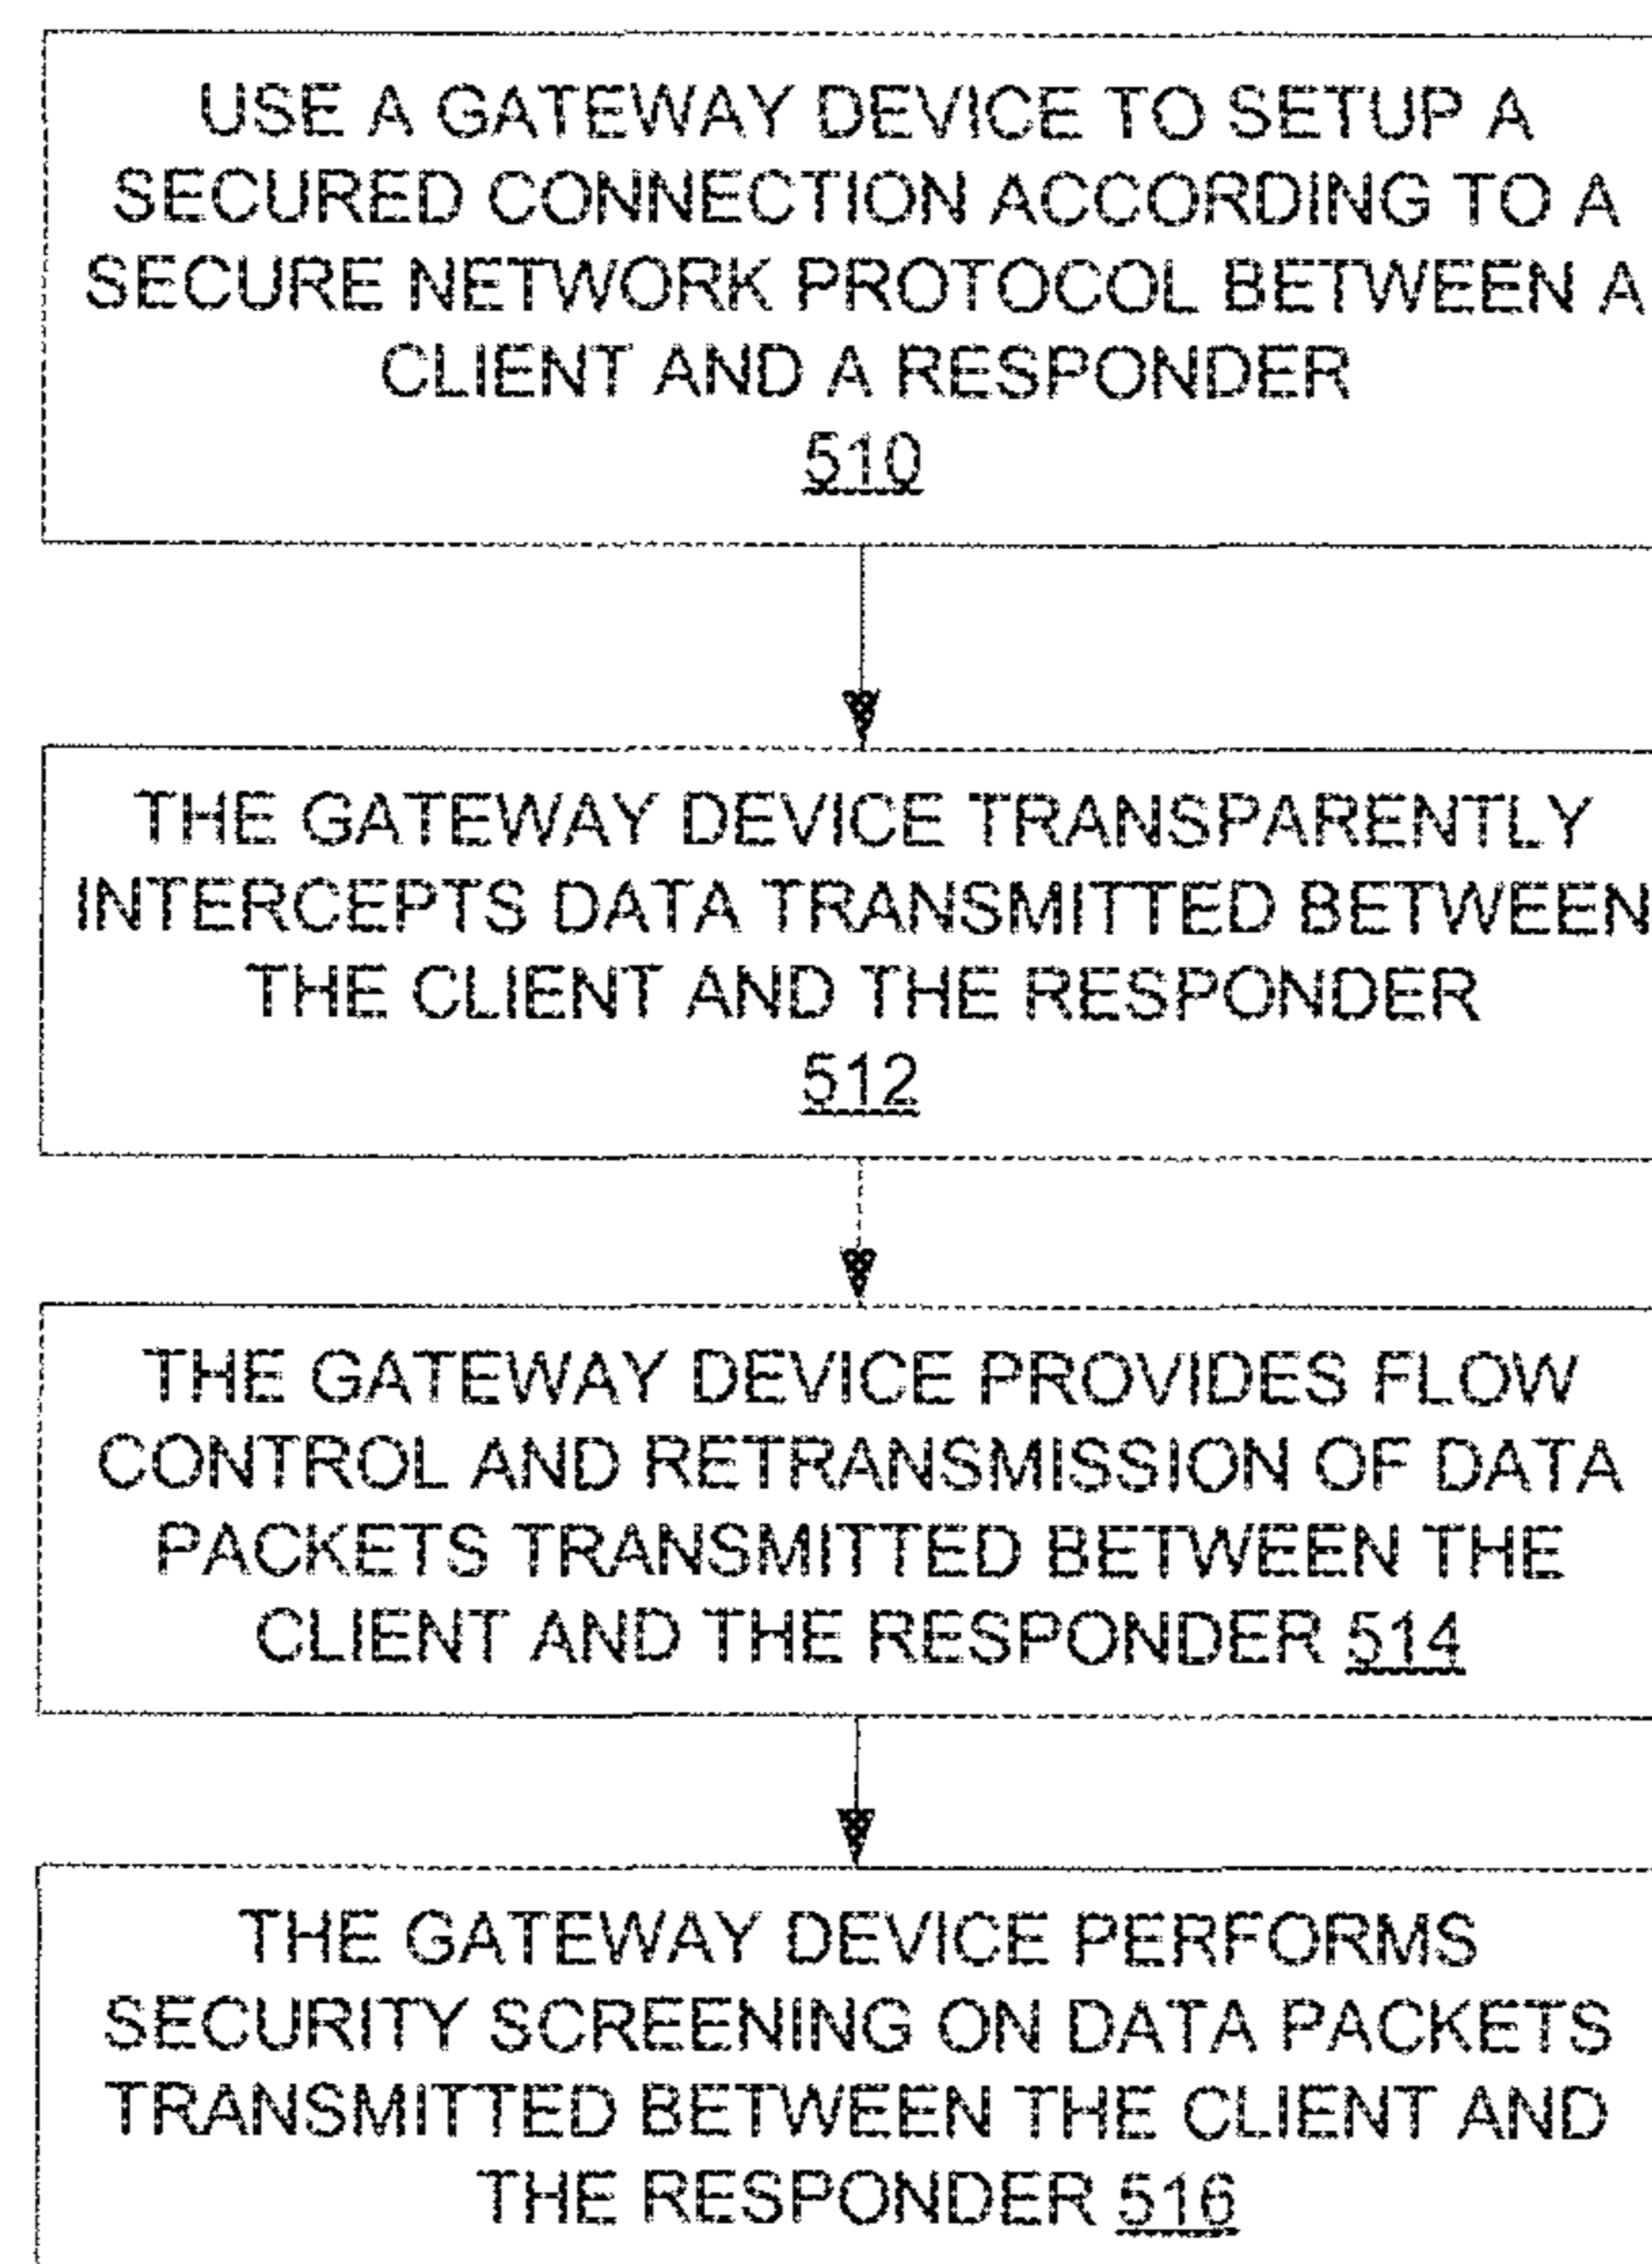 USE A GATEWAY DEVICE TO SETUP A
SECURED CONNECTION ACCORDING TO A
SECURE NETWORK PROTOCOL BETWEEN A
CLIENT AND A RESPONDER
510
THE GATEWAY DEVICE TRANSPARENTLY
INTERCEPTS DATA TRANSMITTED BETWEEN
THE CLIENT AND THE RESPONDER
512
THE GATEWAY DEVICE PROVIDES FLOW
CONTROL AND RETRANSMISSION OF DATA
PACKETS TRANSMITTED BETWEEN THE
CLIENT AND THE RESPONDER 514
THE GATEWAY DEVICE PERFORMS
SECURITY SCREENING ON DATA PACKETS
TRANSMITTED BETWEEN THE CLIENT AND
THE RESPONDER 516